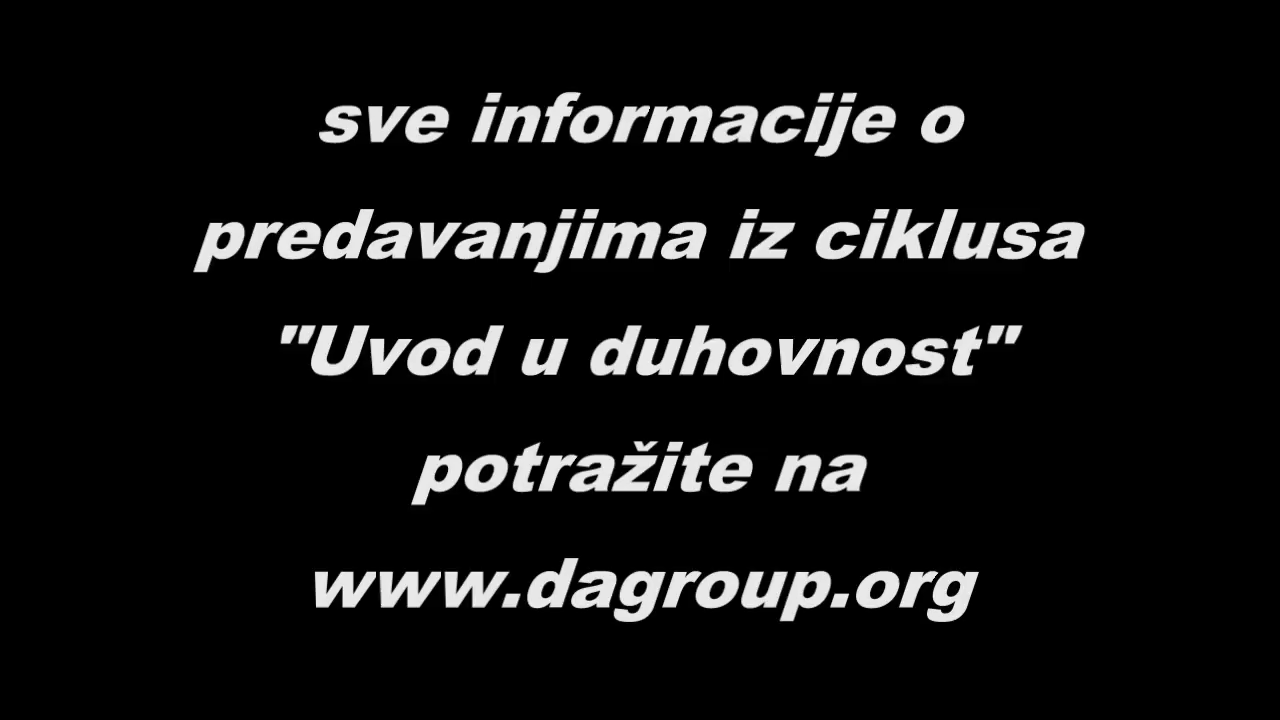 sve informacije o
predavanjima iz ciklusa
"Uvod u duhovnost"
potražite na
www.dagroup.org